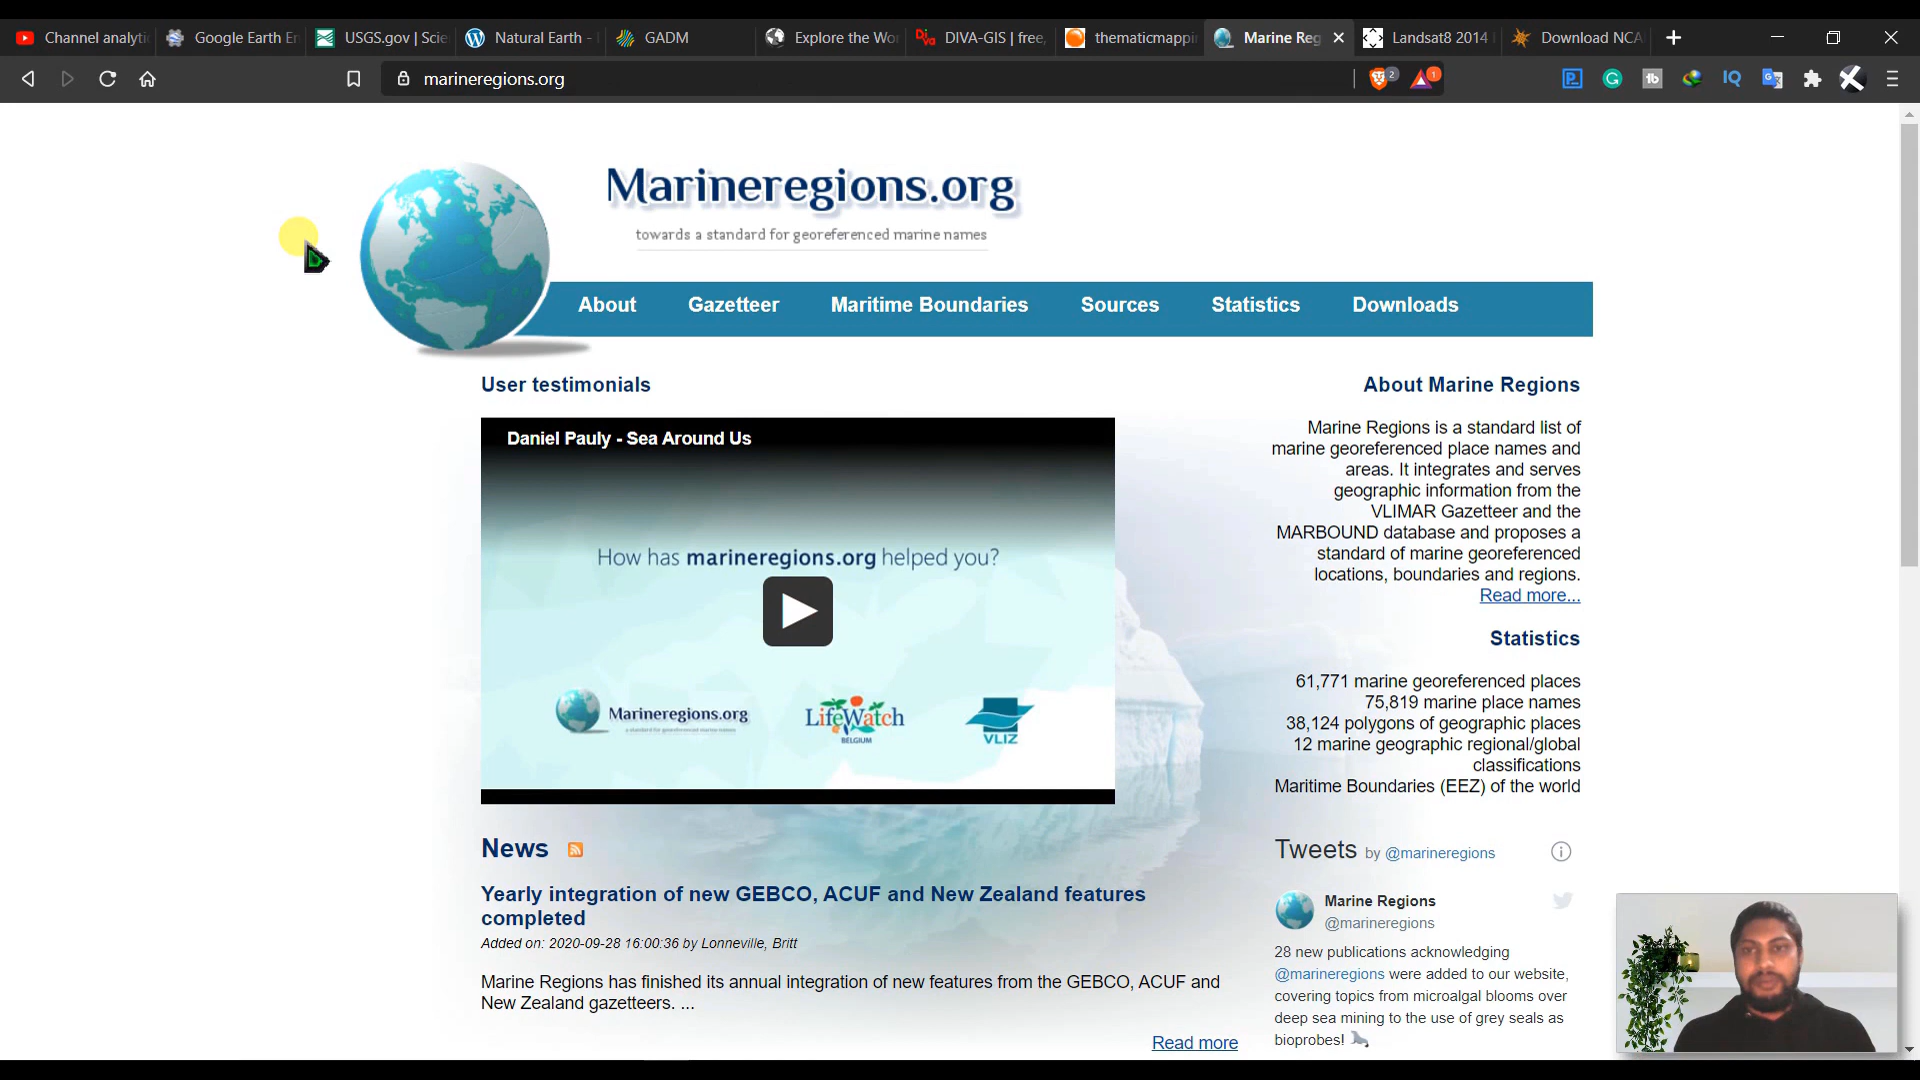 Channel analytic
Google Earth En
USGS.gov | Scie
Natural Earth -
GADM
Explore the Wor
DIVA-GIS | free,
thematicmappin
Marine Reg
Landsat8 2014
Download NCA
marineregions.org
2
1
IQ
Marineregions.org
towards a standard for georeferenced marine names
About
Gazetteer
Maritime Boundaries
Sources
Statistics
Downloads
User testimonials
Daniel Pauly - Sea Around Us
How has marineregions.org helped you?
Marineregions.org
LifeWatch
BELGIUM
VLIZ
News
Yearly integration of new GEBCO, ACUF and New Zealand features
completed
Added on: 2020-09-28 16:00:36 by Lonneville, Britt
Marine Regions has finished its annual integration of new features from the GEBCO, ACUF and
New Zealand gazetteers. ...
Read more
About Marine Regions
Marine Regions is a standard list of
marine georeferenced place names and
areas. It integrates and serves
geographic information from the
VLIMAR Gazetteer and the
MARBOUND database and proposes a
standard of marine georeferenced
locations, boundaries and regions.
Read more...
Statistics
61,771 marine georeferenced places
75,819 marine place names
38,124 polygons of geographic places
12 marine geographic regional/global
classifications
Maritime Boundaries (EEZ) of the world
Tweets by @marineregions
Marine Regions
@marineregions
28 new publications acknowledging
@marineregions were added to our website,
covering topics from microalgal blooms over
deep sea mining to the use of grey seals as
bioprobes!